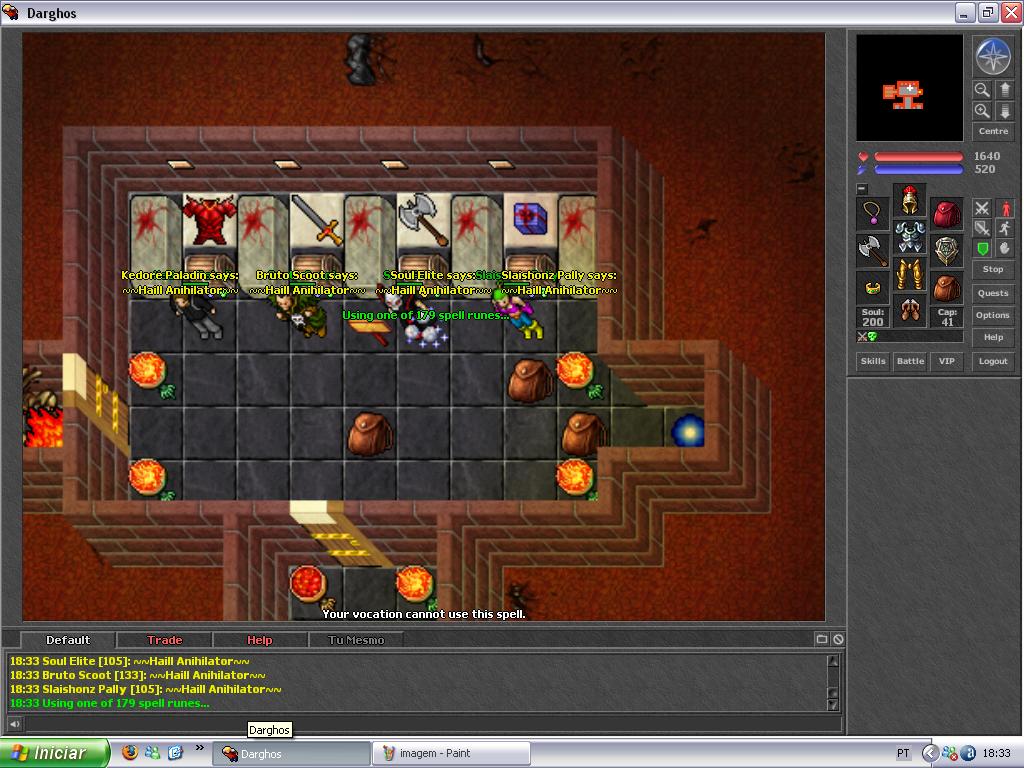 Darghos
Centre
1640
520
Kedore Paladin says:
~~Haill Anihilator~~
Bruto Scoot says:
~~Haill Anihilator~~
Soul Elite says:
~~Haill Anihilator~~
Slaishonz Pally says:
~~Haill Anihilator~~
Using one of 179 spell runes...
Stop
Quests
Options
Help
Logout
Soul:
200
Cap:
41
Skills
Battle
VIP
Your vocation cannot use this spell.
Default
Trade
Help
Tu Mesmo
18:33 Soul Elite [105]: ~~Haill Anihilator~~
18:33 Bruto Scoot [133]: ~~Haill Anihilator~~
18:33 Slaishonz Pally [105]: ~~Haill Anihilator~~
18:33 Using one of 179 spell runes...
Darghos
Iniciar
Darghos
imagem - Paint
PT
18:33